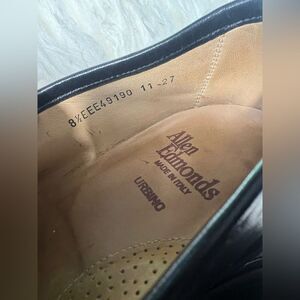 8½EEE49190 11-27
Allen
Edmonds
MADE IN ITALY
URBINO